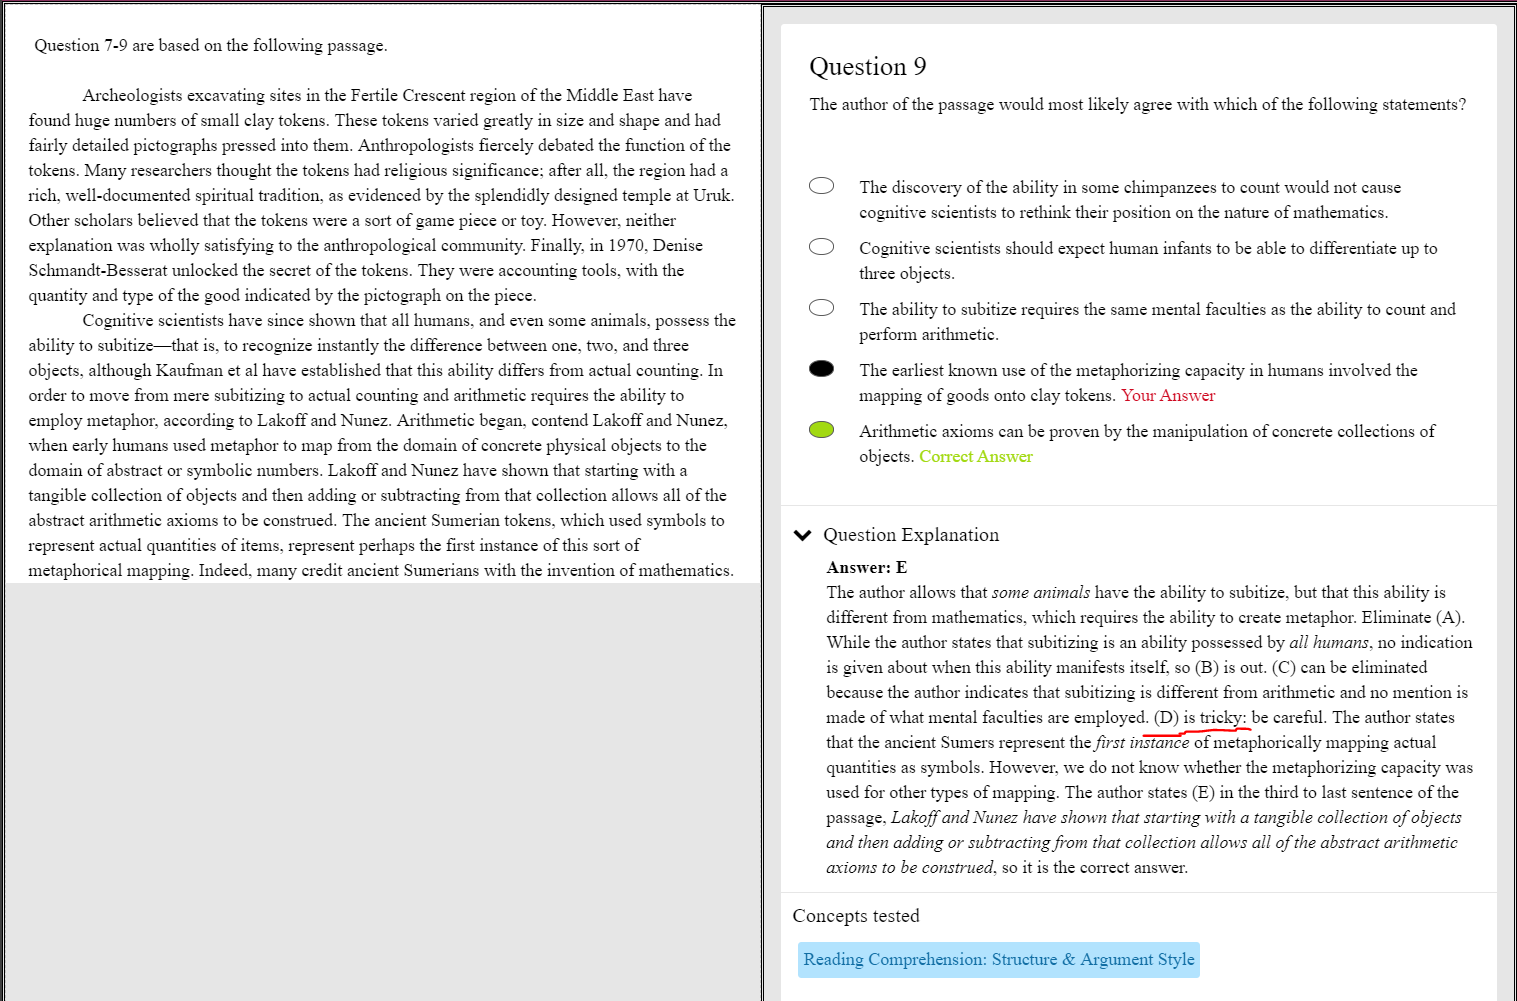 Question 7-9 are based on the following passage.
Archeologists excavating sites in the Fertile Crescent region of the Middle East have
found huge numbers of small clay tokens. These tokens varied greatly in size and shape and had
fairly detailed pictographs pressed into them. Anthropologists fiercely debated the function of the
tokens. Many researchers thought the tokens had religious significance; after all, the region had a
rich, well-documented spiritual tradition, as evidenced by the splendidly designed temple at Uruk.
Other scholars believed that the tokens were a sort of game piece or toy. However, neither
explanation was wholly satisfying to the anthropological community. Finally, in 1970, Denise
Schmandt-Besserat unlocked the secret of the tokens. They were accounting tools, with the
quantity and type of the good indicated by the pictograph on the piece.
Cognitive scientists have since shown that all humans, and even some animals, possess the
ability to subitize—that is, to recognize instantly the difference between one, two, and three
objects, although Kaufman et al have established that this ability differs from actual counting. In
order to move from mere subitizing to actual counting and arithmetic requires the ability to
employ metaphor, according to Lakoff and Nunez. Arithmetic began, contend Lakoff and Nunez,
when early humans used metaphor to map from the domain of concrete physical objects to the
domain of abstract or symbolic numbers. Lakoff and Nunez have shown that starting with a
tangible collection of objects and then adding or subtracting from that collection allows all of the
abstract arithmetic axioms to be construed. The ancient Sumerian tokens, which used symbols to
represent actual quantities of items, represent perhaps the first instance of this sort of
metaphorical mapping. Indeed, many credit ancient Sumerians with the invention of mathematics.
Question 9
The author of the passage would most likely agree with which of the following statements?
The discovery of the ability in some chimpanzees to count would not cause
cognitive scientists to rethink their position on the nature of mathematics.
Cognitive scientists should expect human infants to be able to differentiate up to
three objects.
The ability to subitize requires the same mental faculties as the ability to count and
perform arithmetic.
The earliest known use of the metaphorizing capacity in humans involved the
mapping of goods onto clay tokens. Your Answer
Arithmetic axioms can be proven by the manipulation of concrete collections of
objects. Correct Answer
Question Explanation
Answer: E
The author allows that some animals have the ability to subitize, but that this ability is
different from mathematics, which requires the ability to create metaphor. Eliminate (A).
While the author states that subitizing is an ability possessed by all humans, no indication
is given about when this ability manifests itself, so (B) is out. (C) can be eliminated
because the author indicates that subitizing is different from arithmetic and no mention is
made of what mental faculties are employed. (D) is tricky: be careful. The author states
that the ancient Sumers represent the first instance of metaphorically mapping actual
quantities as symbols. However, we do not know whether the metaphorizing capacity was
used for other types of mapping. The author states (E) in the third to last sentence of the
passage, Lakoff and Nunez have shown that starting with a tangible collection of objects
and then adding or subtracting from that collection allows all of the abstract arithmetic
axioms to be construed, so it is the correct answer.
Concepts tested
Reading Comprehension: Structure & Argument Style